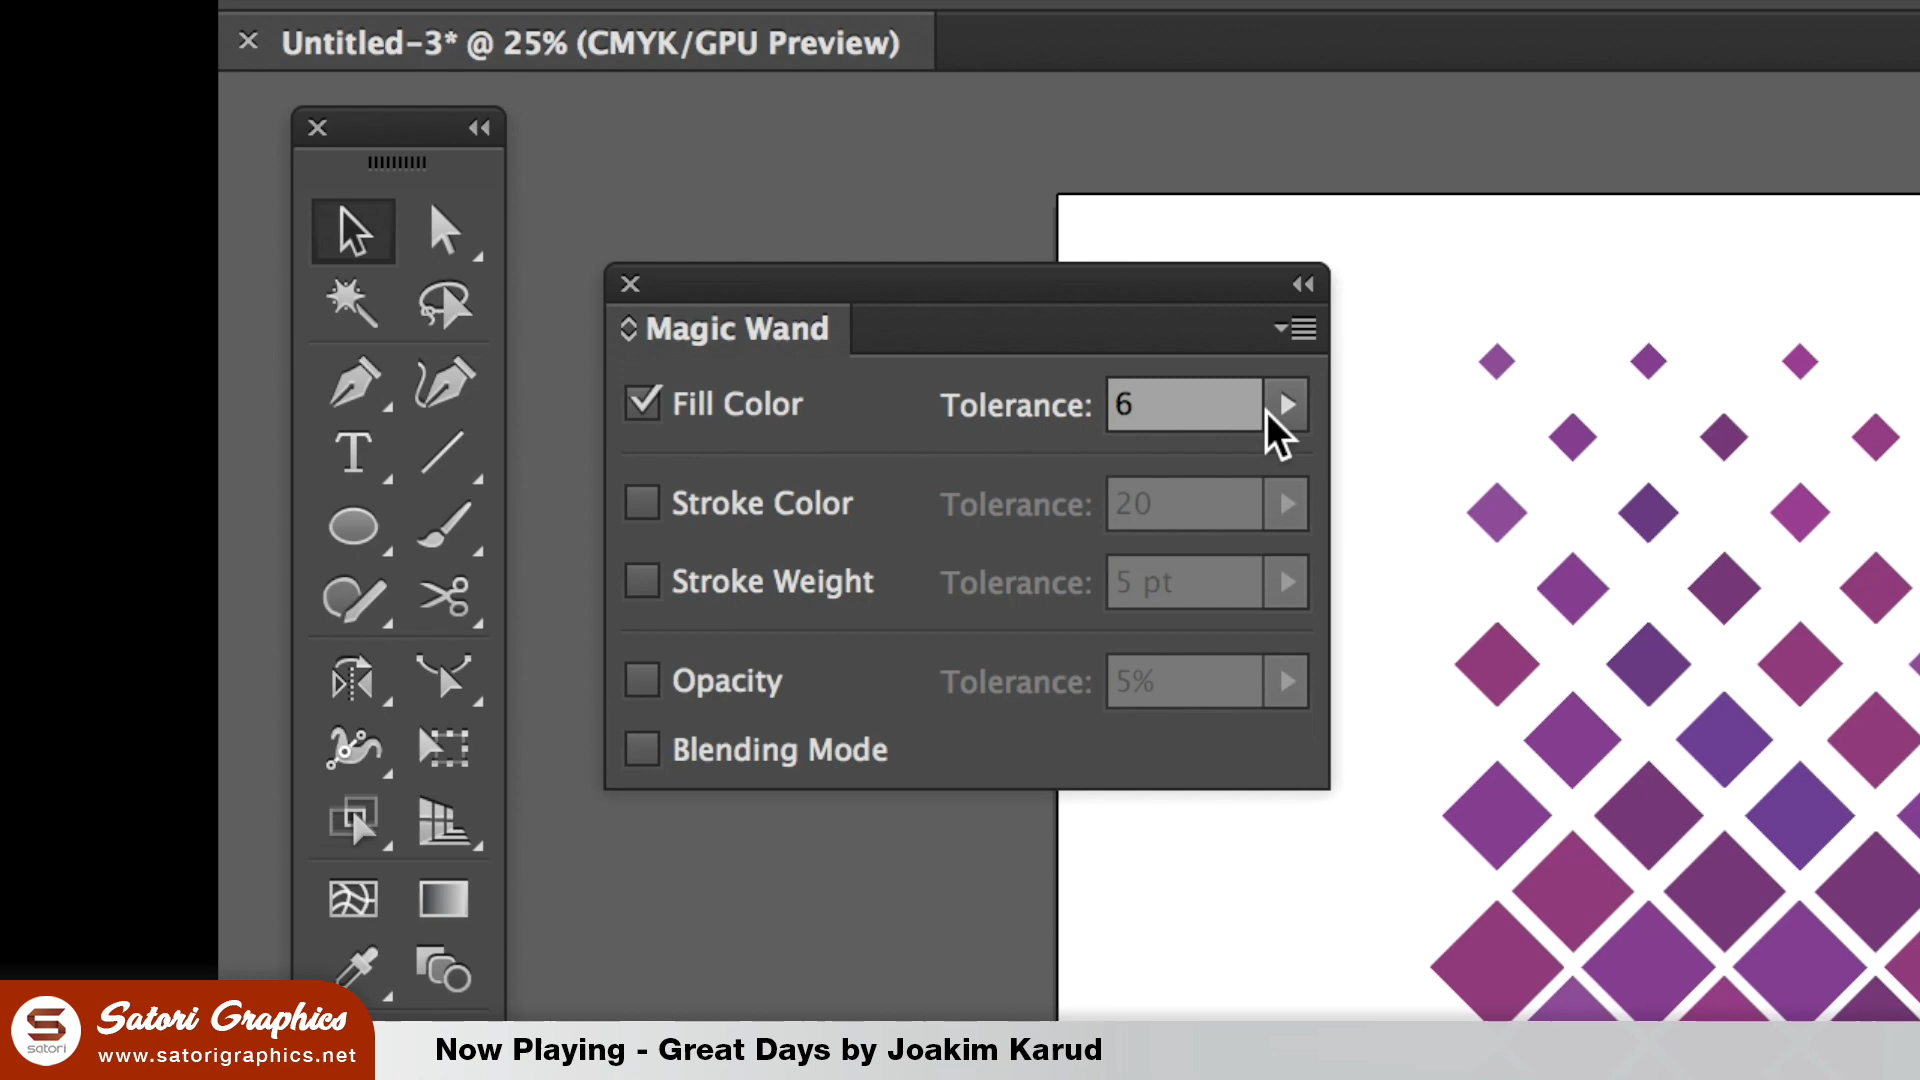 Untitled-3* @ 25% (CMYK/GPU Preview)
Magic Wand
Fill Color Tolerance: 6
Stroke Color Tolerance: 20
Stroke Weight Tolerance: 5 pt
Opacity Tolerance: 5%
Blending Mode
Satori Graphics
satori
www.satorigraphics.net
Now Playing - Great Days by Joakim Karud